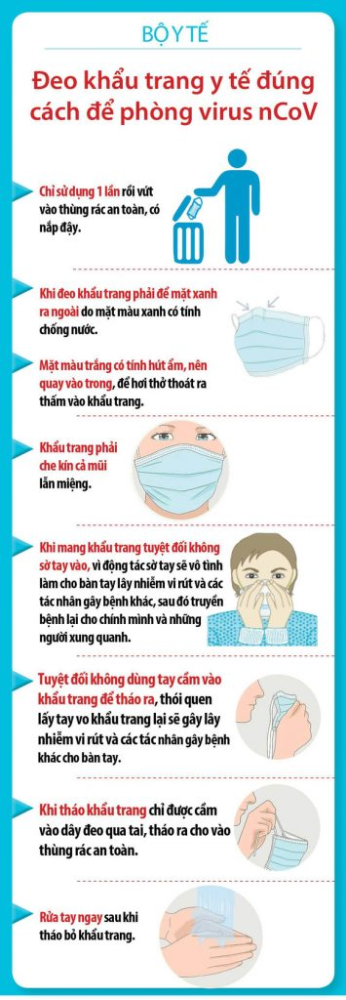 BỘ Y TẾ
Đeo khẩu trang y tế đúng
cách để phòng virus nCoV
Chỉ sử dụng 1 lần rồi vứt
vào thùng rác an toàn, có
nắp đậy.
Khi đeo khẩu trang phải để mặt xanh
ra ngoài do mặt màu xanh có tính
chống nước.
Mặt màu trắng có tính hút ẩm, nên
quay vào trong, để hơi thở thoát ra
thấm vào khẩu trang.
Khẩu trang phải
che kín cả mũi
lẫn miệng.
Khi mang khẩu trang tuyệt đối không
sờ tay vào, vì động tác sờ tay sẽ vô tình
làm cho bàn tay lây nhiễm vi rút và các
tác nhân gây bệnh khác, sau đó truyền
bệnh lại cho chính mình và những
người xung quanh.
Tuyệt đối không dùng tay cầm vào
khẩu trang để tháo ra, thói quen
lấy tay vo khẩu trang lại sẽ gây lây
nhiễm vi rút và các tác nhân gây bệnh
khác cho bàn tay.
Khi tháo khẩu trang chỉ được cầm
vào dây đeo qua tai, tháo ra cho vào
thùng rác an toàn.
Rửa tay ngay sau khi
tháo bỏ khẩu trang.